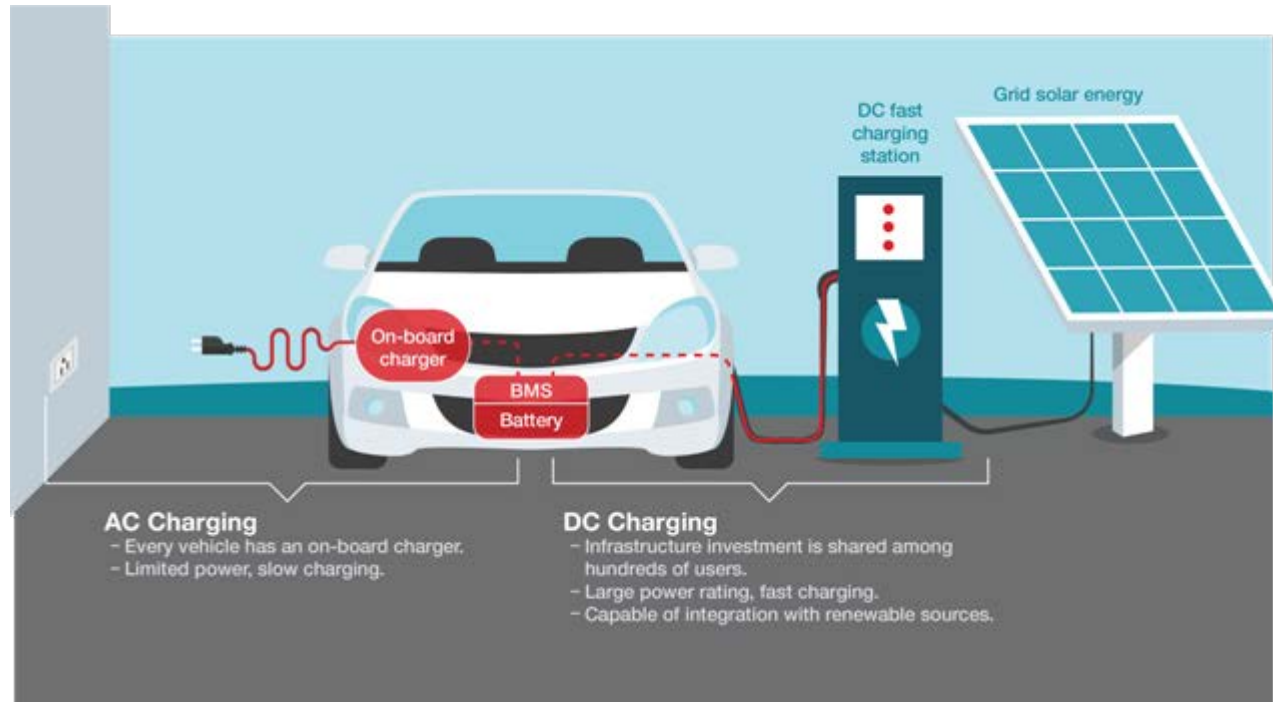 Grid solar energy
DC fast
charging
station
On-board
charger
BMS
Battery
AC Charging
– Every vehicle has an on-board charger.
– Limited power, slow charging.
DC Charging
– Infrastructure investment is shared among
hundreds of users.
– Large power rating, fast charging.
– Capable of integration with renewable sources.